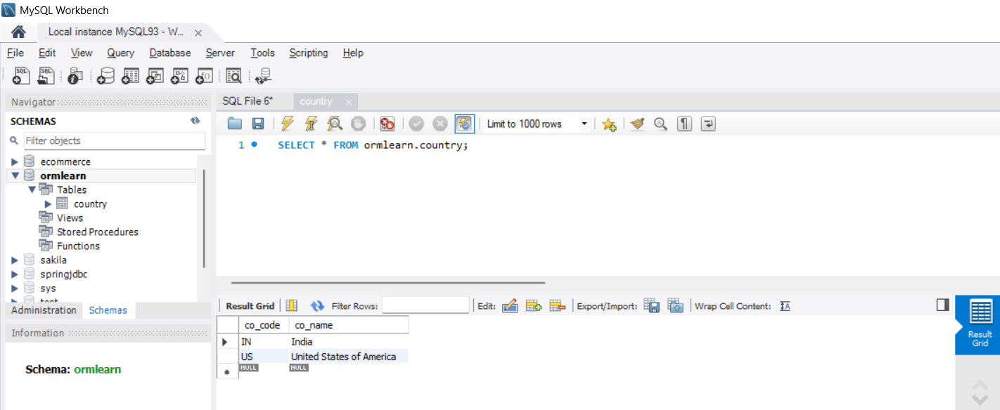 MySQL Workbench
Local instance MySQL93 - W...
File Edit View Query Database Server Tools Scripting Help
Navigator
SCHEMAS
Filter objects
ecommerce
ormlearn
Tables
country
Views
Stored Procedures
Functions
sakila
springjdbc
sys
Administration Schemas
Information
Schema: ormlearn
SQL File 6* country
Limit to 1000 rows
1 SELECT * FROM ormlearn.country;
Result Grid Filter Rows: Edit: Export/Import: Wrap Cell Content:
co_code co_name
IN India
US United States of America
NULL NULL
Result
Grid